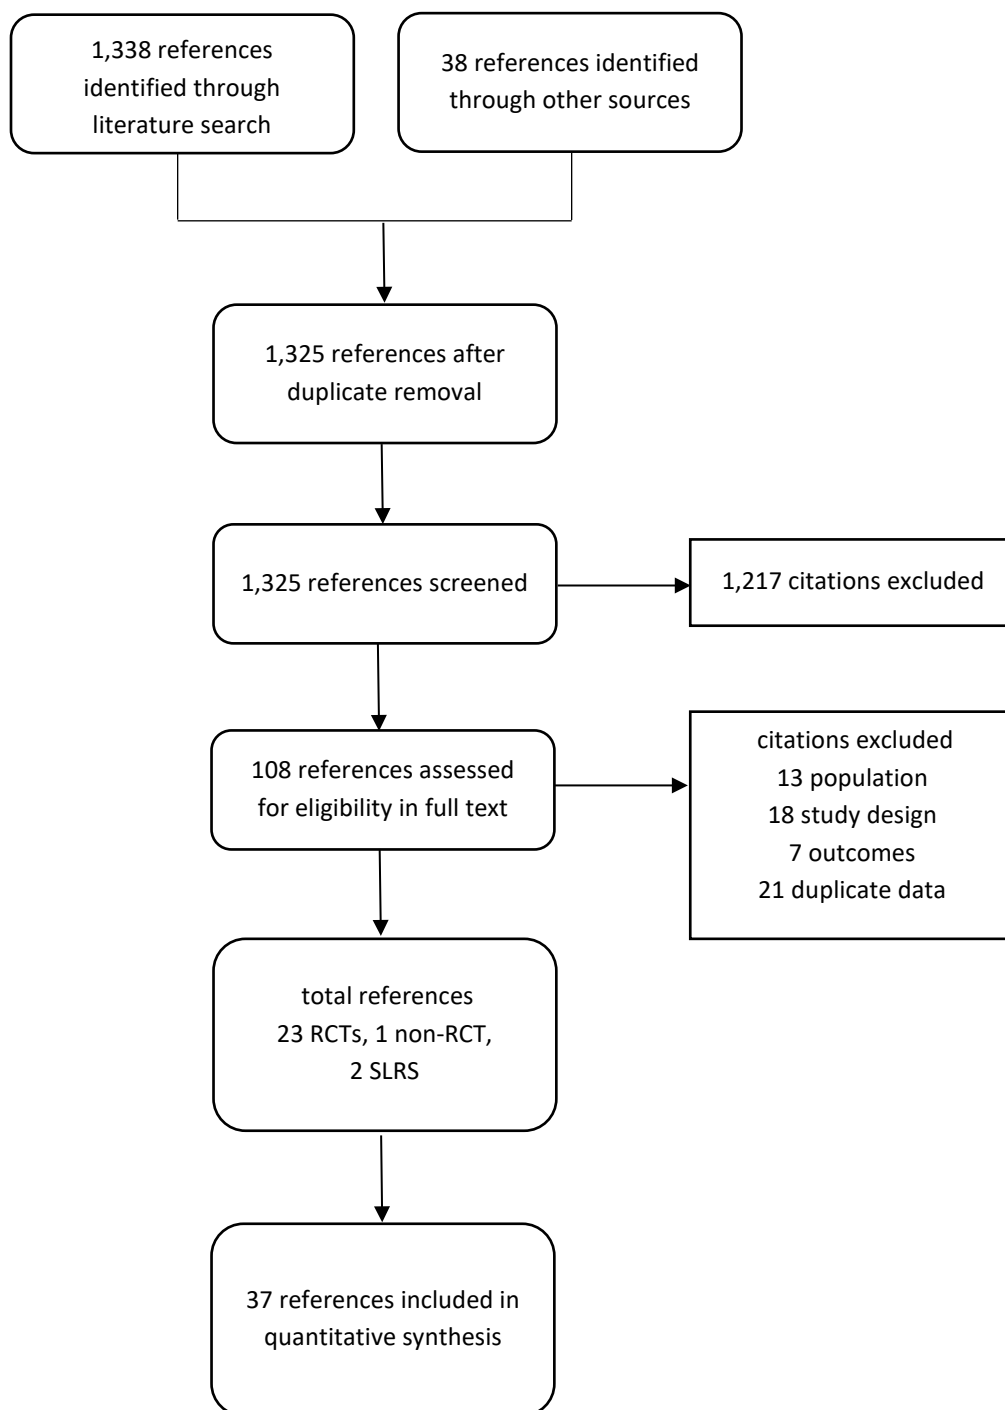 1,338 references
identified through
literature search
38 references identified
through other sources
1,325 references after
duplicate removal
1,325 references screened
1,217 citations excluded
108 references assessed
for eligibility in full text
citations excluded
13 population
18 study design
7 outcomes
21 duplicate data
total references
23 RCTs, 1 non-RCT,
2 SLRS
37 references included in
quantitative synthesis